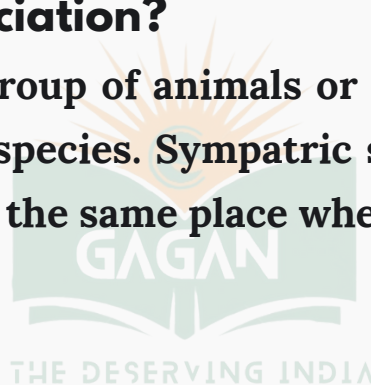 ciation?
roup of animals or
species. Sympatric s
the same place whe
GAGAN
THE DESERVING INDIA